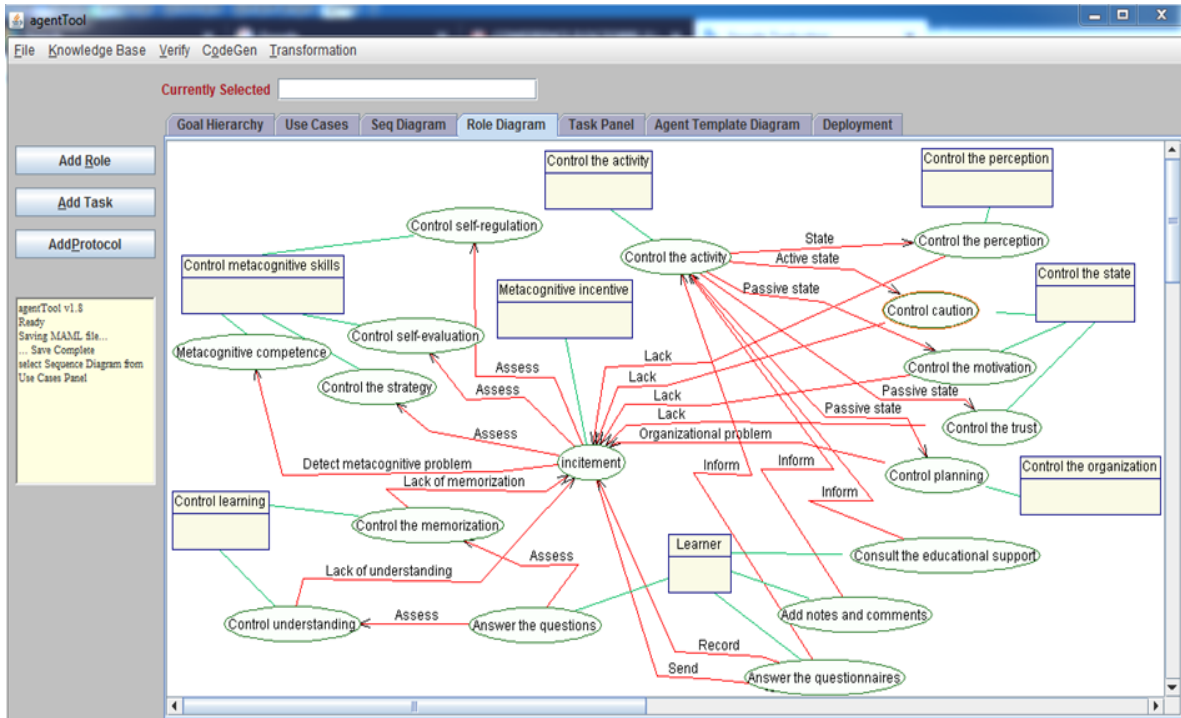 agentTool
File Knowledge Base Verify CodeGen Transformation
Currently Selected
Goal Hierarchy Use Cases Seq Diagram Role Diagram Task Panel Agent Template Diagram Deployment
Add Role
Add Task
AddProtocol
agentTool v1.8
Ready
Saving MAML file...
... Save Complete
select Sequence Diagram from
Use Cases Panel
Control the activity
Control the perception
Control self-regulation
Control the activity
State
Control the perception
Active state
Control metacognitive skills
Metacognitive incentive
Passive state
Control the state
Control caution
Control self-evaluation
Metacognitive competence
Control the strategy
Assess
Assess
Assess
Lack
Lack
Lack
Lack
Control the motivation
Passive state
Passive state
Control the trust
Organizational problem
Detect metacognitive problem
incitement
Inform
Inform
Inform
Control planning
Control the organization
Lack of memorization
Control learning
Control the memorization
Assess
Learner
Consult the educational support
Lack of understanding
Control understanding
Assess
Answer the questions
Add notes and comments
Record
Send
Answer the questionnaires